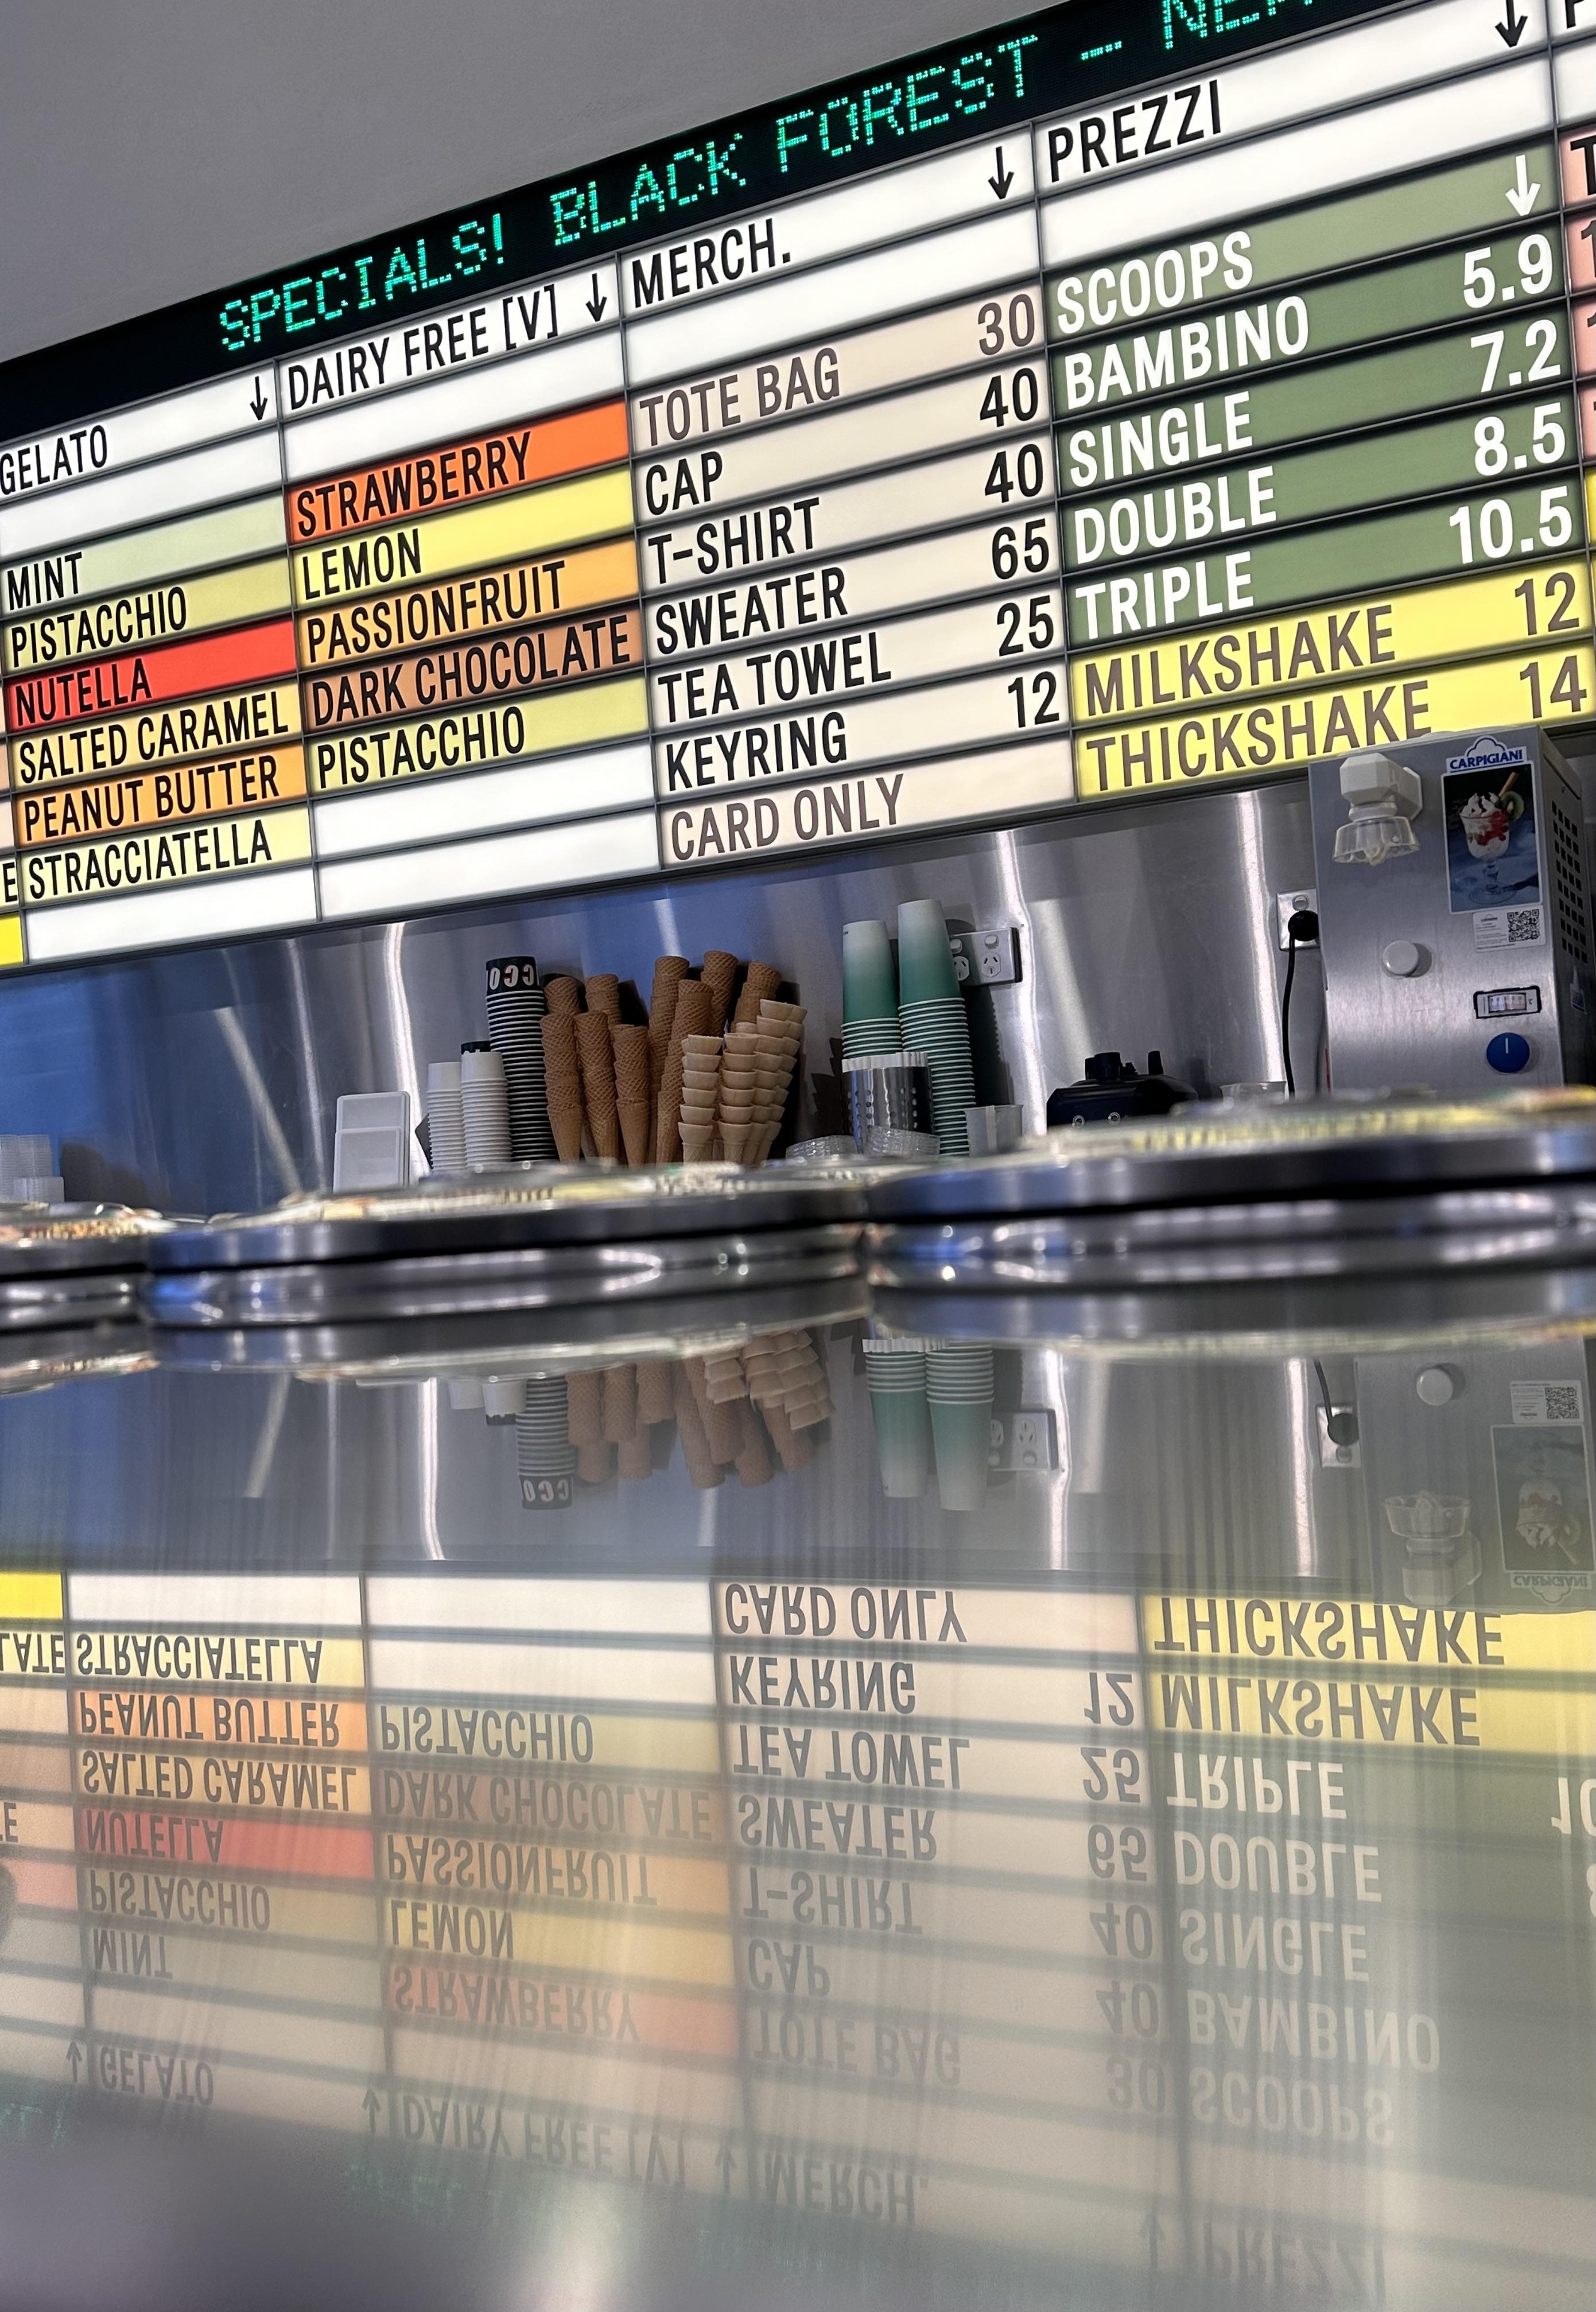 SPECIALS! BLACK FOREST -
GELATO ↓
MINT
PISTACCHIO
NUTELLA
SALTED CARAMEL
PEANUT BUTTER
STRACCIATELLA
DAIRY FREE [V] ↓
STRAWBERRY
LEMON
PASSIONFRUIT
DARK CHOCOLATE
PISTACCHIO
MERCH. ↓
TOTE BAG 30
CAP 40
T-SHIRT 40
SWEATER 65
TEA TOWEL 25
KEYRING 12
CARD ONLY
PREZZI ↓
SCOOPS ↓
BAMBINO 5.9
SINGLE 7.2
DOUBLE 8.5
TRIPLE 10.5
MILKSHAKE 12
THICKSHAKE 14
CARPIGIANI